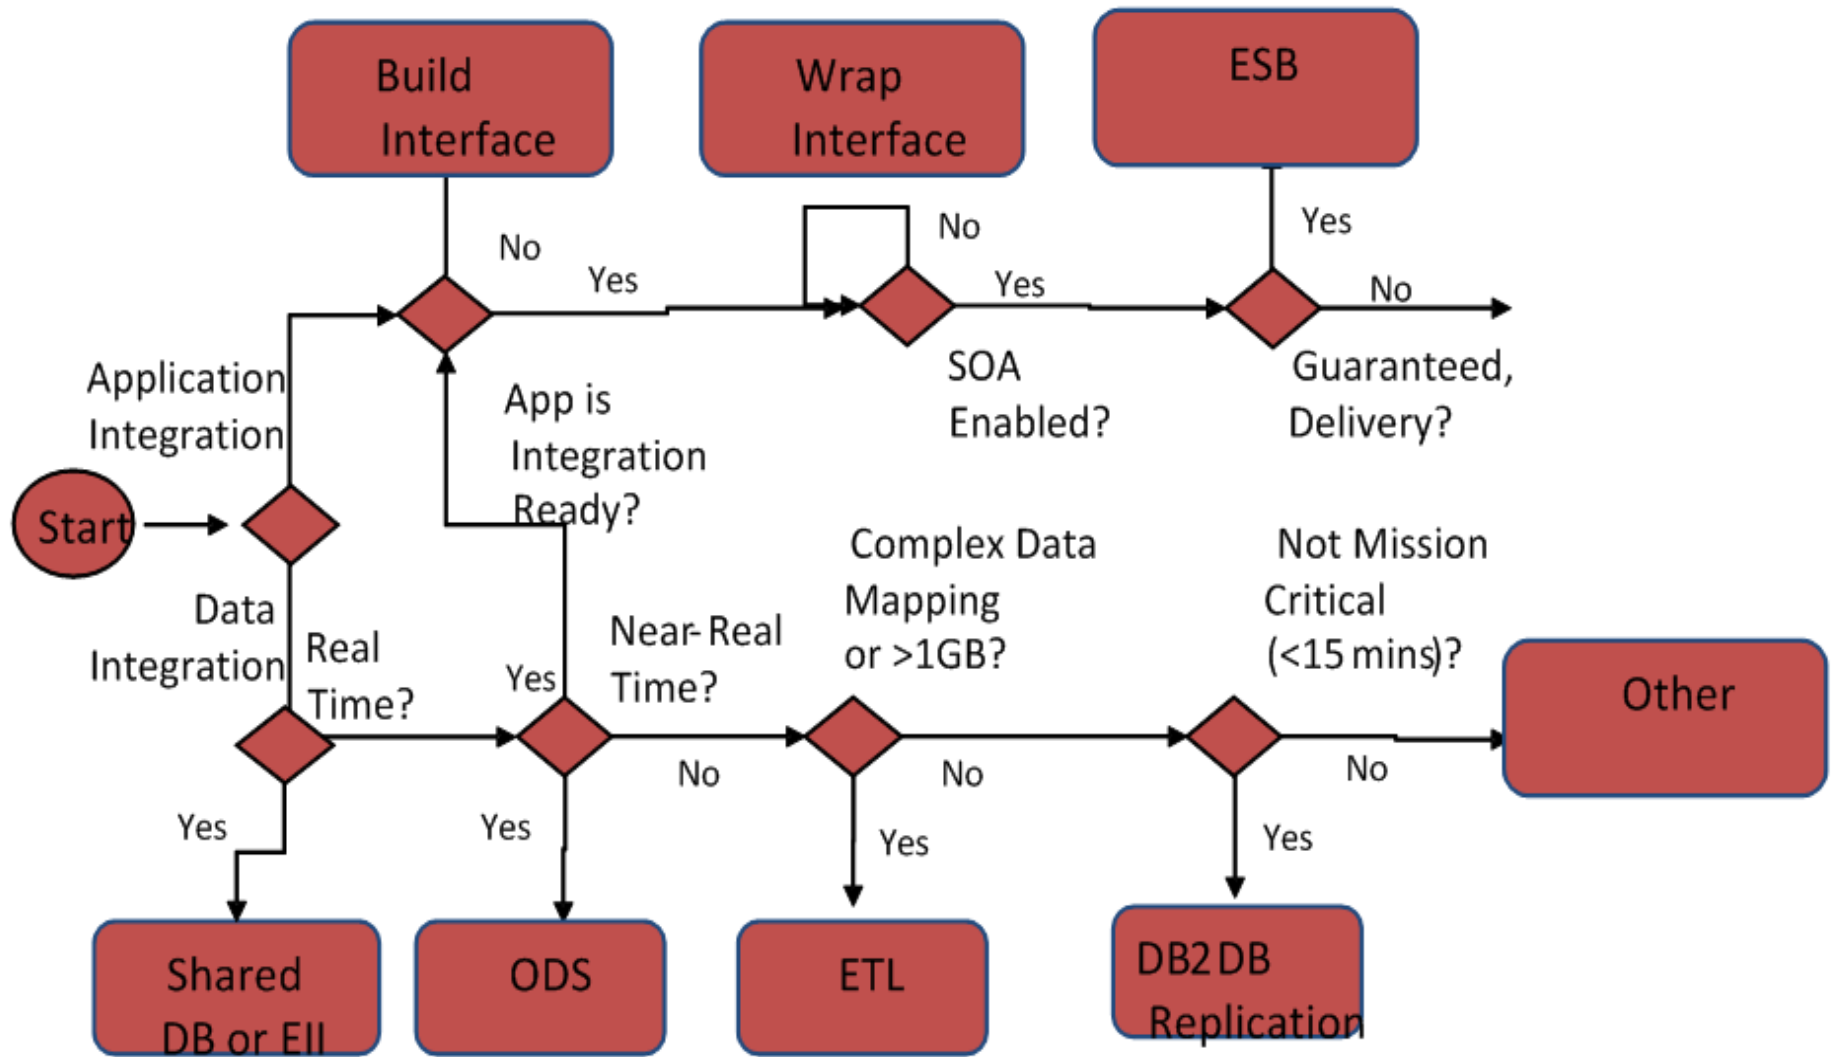 Build
Interface
Wrap
Interface
ESB
No
Yes
No
Yes
Yes
No
Application
Integration
App is
Integration
Ready?
SOA
Enabled?
Guaranteed,
Delivery?
Start
Data
Integration
Real
Time?
Yes
Near-Real
Time?
Complex Data
Mapping
or >1GB?
Not Mission
Critical
(<15 mins)?
Other
Yes
Yes
No
Yes
No
Yes
No
Shared
DB or EII
ODS
ETL
DB2DB
Replication